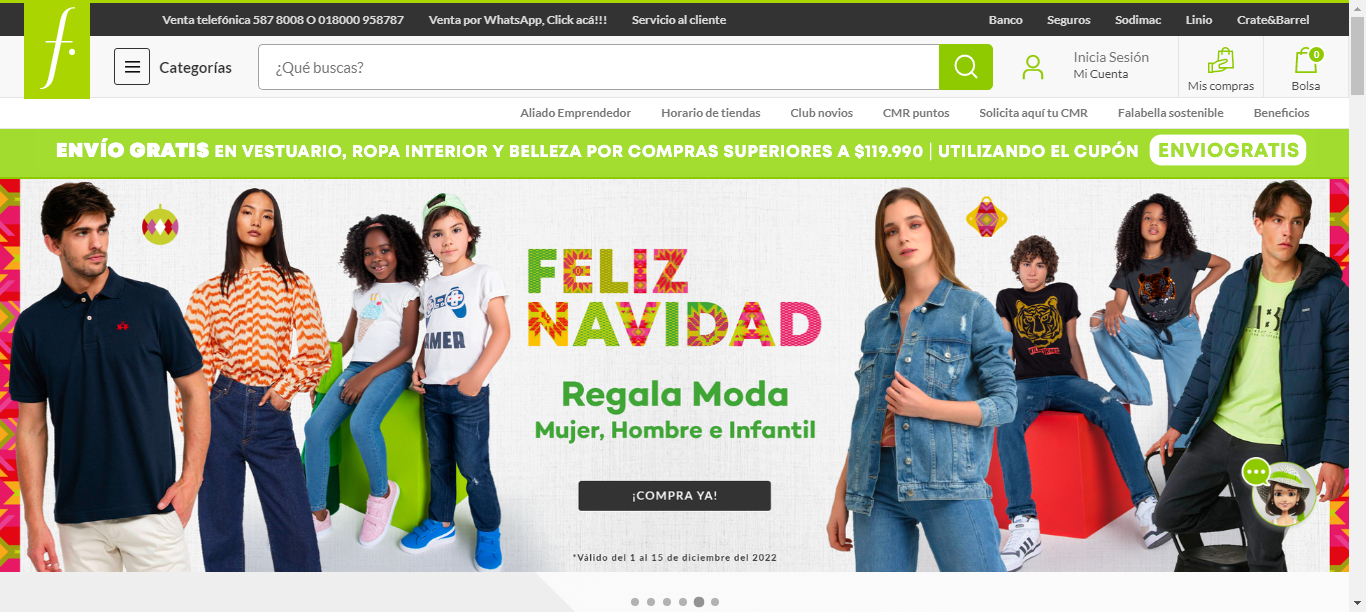 Venta telefónica 587 8008 O 018000 958787 Venta por WhatsApp, Click acá!!! Servicio al cliente Banco Seguros Sodimac Linio Crate&Barrel
f.
Categorías
¿Qué buscas?
Inicia Sesión
Mi Cuenta
Mis compras
0
Bolsa
Aliado Emprendedor Horario de tiendas Club novios CMR puntos Solicita aquí tu CMR Falabella sostenible Beneficios
ENVÍO GRATIS EN VESTUARIO, ROPA INTERIOR Y BELLEZA POR COMPRAS SUPERIORES A $119.990 | UTILIZANDO EL CUPÓN ENVIOGRATIS
FELIZ
NAVIDAD
Regala Moda
Mujer, Hombre e Infantil
¡COMPRA YA!
*Válido del 1 al 15 de diciembre del 2022